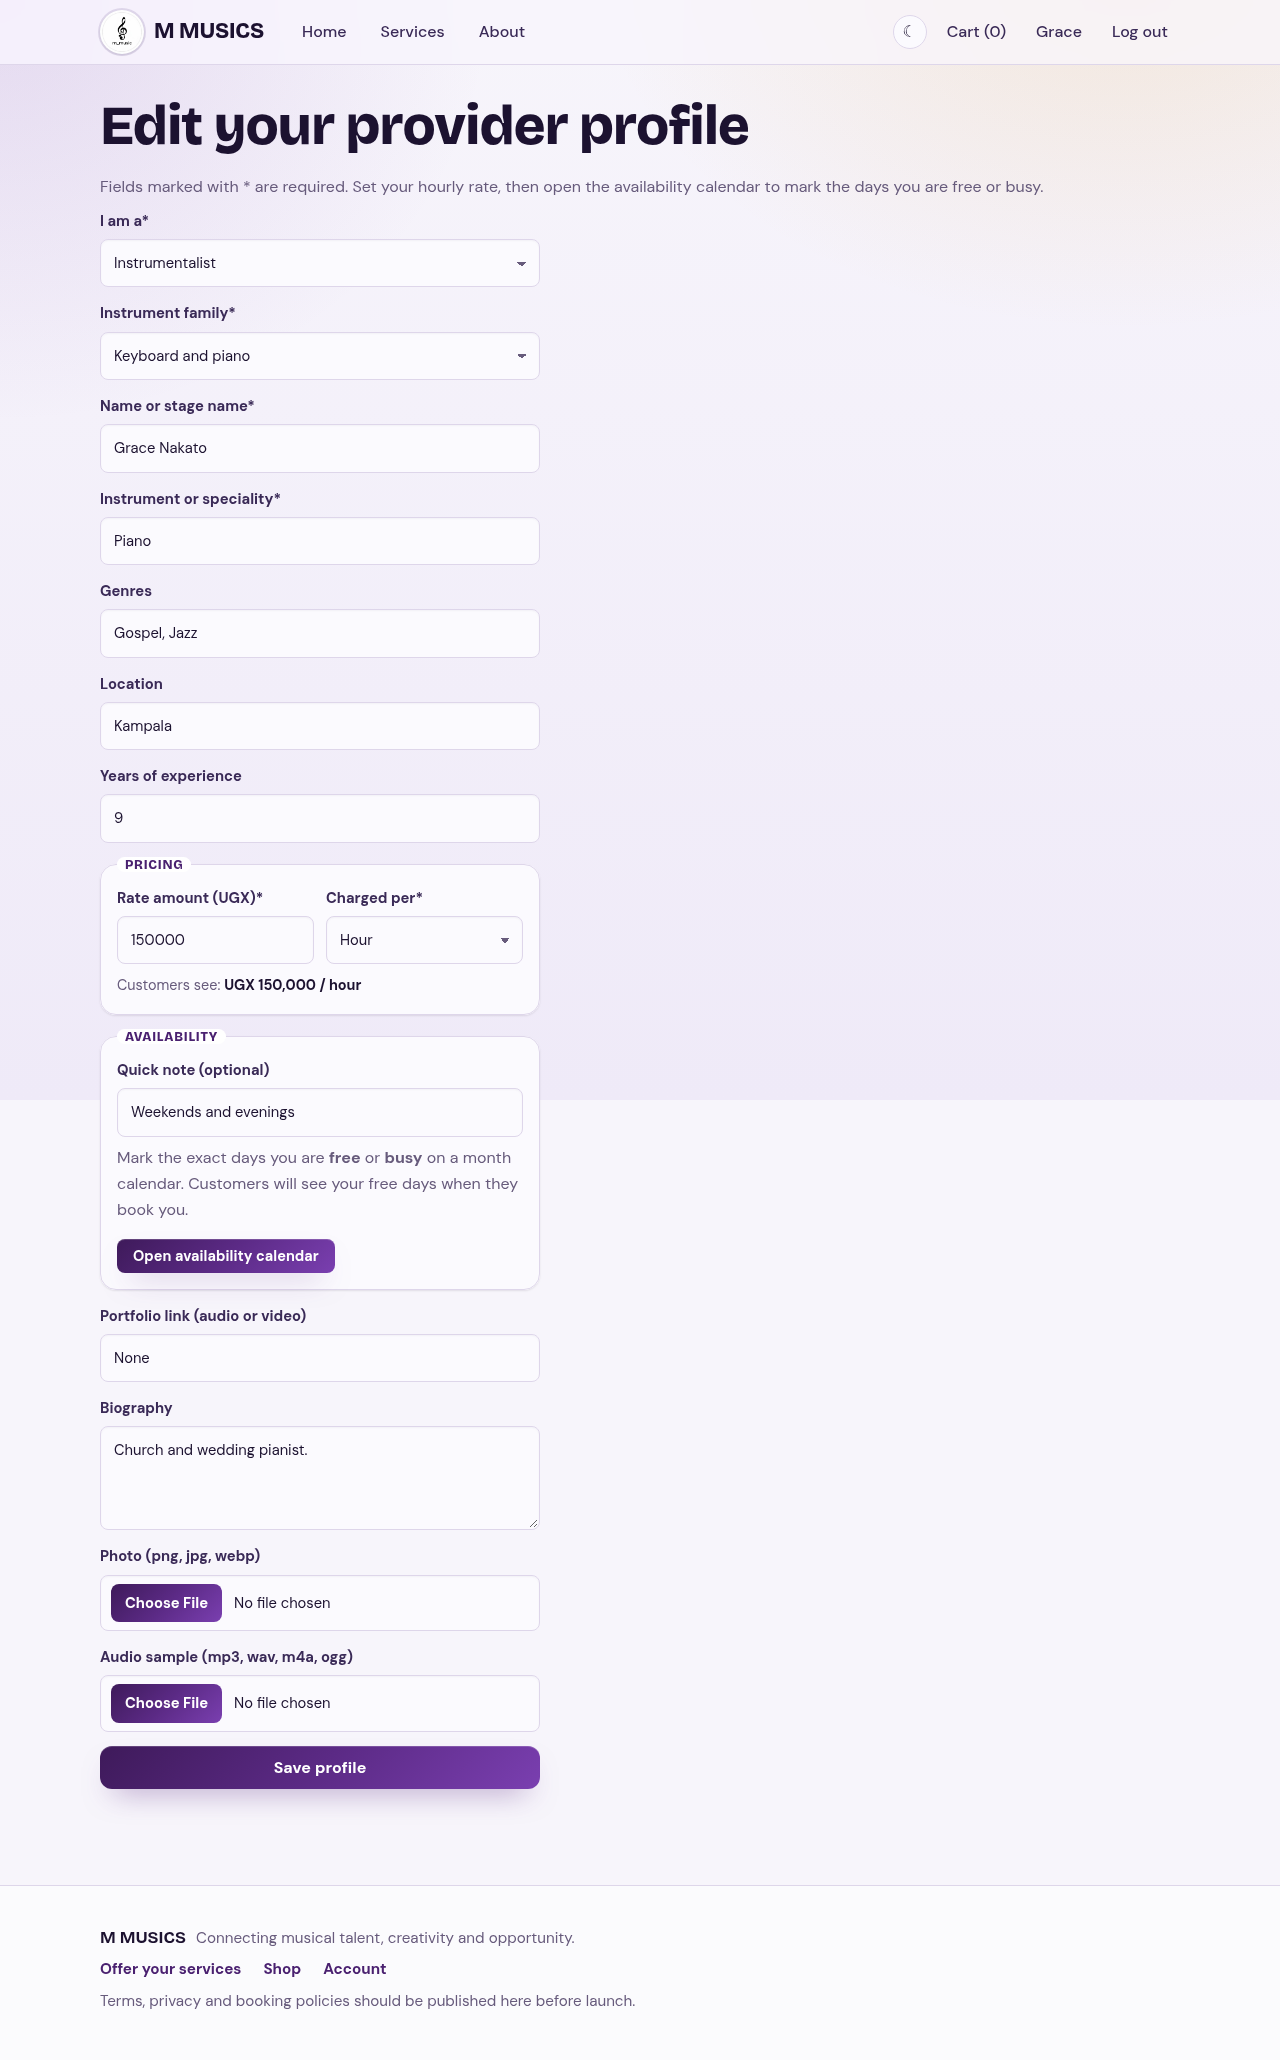 mumusic
M MUSICS
Home
Services
About
Cart (0)
Grace
Log out
Edit your provider profile
Fields marked with * are required. Set your hourly rate, then open the availability calendar to mark the days you are free or busy.
I am a*
Instrumentalist
Instrument family*
Keyboard and piano
Name or stage name*
Grace Nakato
Instrument or speciality*
Piano
Genres
Gospel, Jazz
Location
Kampala
Years of experience
9
PRICING
Rate amount (UGX)*
Charged per*
150000
Hour
Customers see: UGX 150,000 / hour
AVAILABILITY
Quick note (optional)
Weekends and evenings
Mark the exact days you are free or busy on a month
calendar. Customers will see your free days when they
book you.
Open availability calendar
Portfolio link (audio or video)
None
Biography
Church and wedding pianist.
Photo (png, jpg, webp)
Choose File No file chosen
Audio sample (mp3, wav, m4a, ogg)
Choose File No file chosen
Save profile
M MUSICS Connecting musical talent, creativity and opportunity.
Offer your services Shop Account
Terms, privacy and booking policies should be published here before launch.